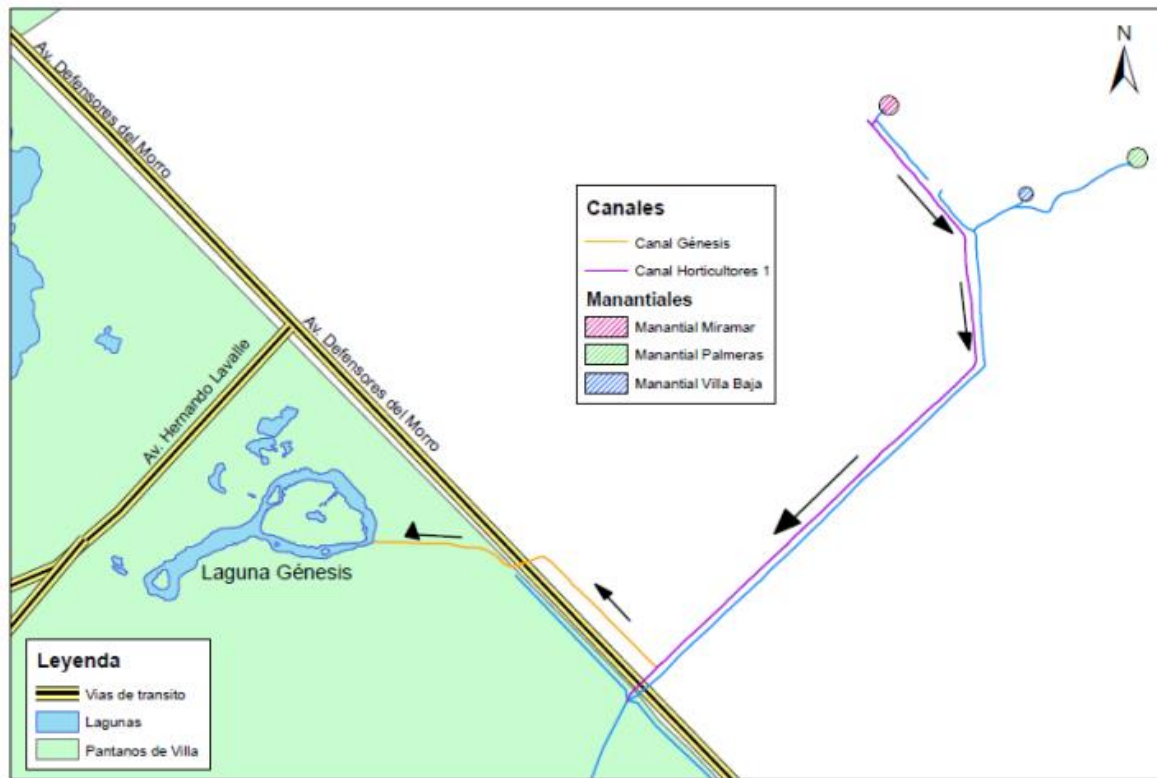 Av. Defensores del Morro
N
Canales
Canal Génesis
Canal Horticultores 1
Manantiales
Manantial Miramar
Manantial Palmeras
Manantial Villa Baja
Av. Defensores del Morro
Av. Hernando Lavalle
Laguna Génesis
Leyenda
Vias de transito
Lagunas
Pantanos de Villa